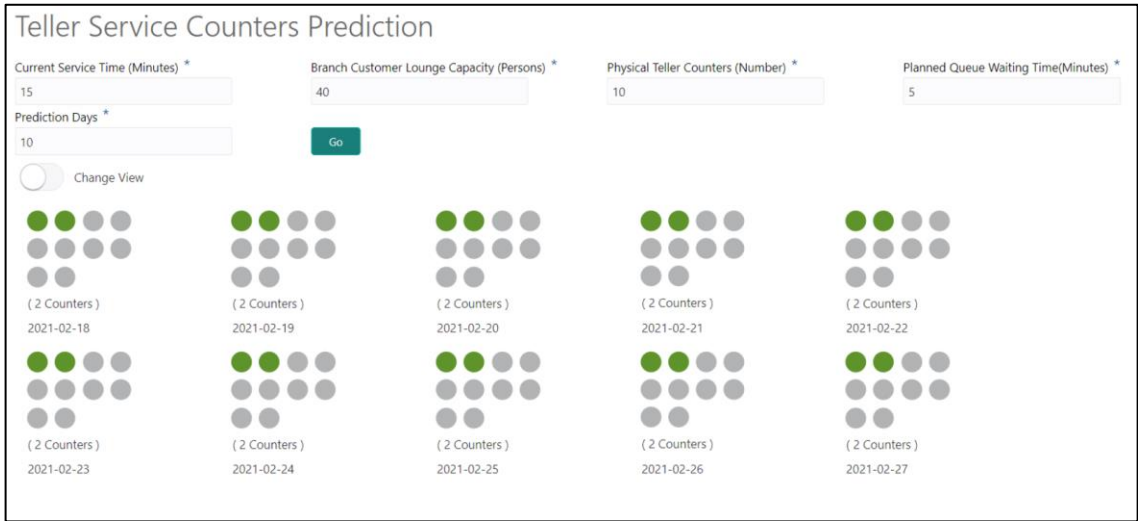 Teller Service Counters Prediction
Current Service Time (Minutes) * Branch Customer Lounge Capacity (Persons) * Physical Teller Counters (Number) * Planned Queue Waiting Time(Minutes) *
15 40 10 5
Prediction Days *
10 Go
Change View
( 2 Counters ) ( 2 Counters ) ( 2 Counters ) ( 2 Counters ) ( 2 Counters )
2021-02-18 2021-02-19 2021-02-20 2021-02-21 2021-02-22
( 2 Counters ) ( 2 Counters ) ( 2 Counters ) ( 2 Counters ) ( 2 Counters )
2021-02-23 2021-02-24 2021-02-25 2021-02-26 2021-02-27